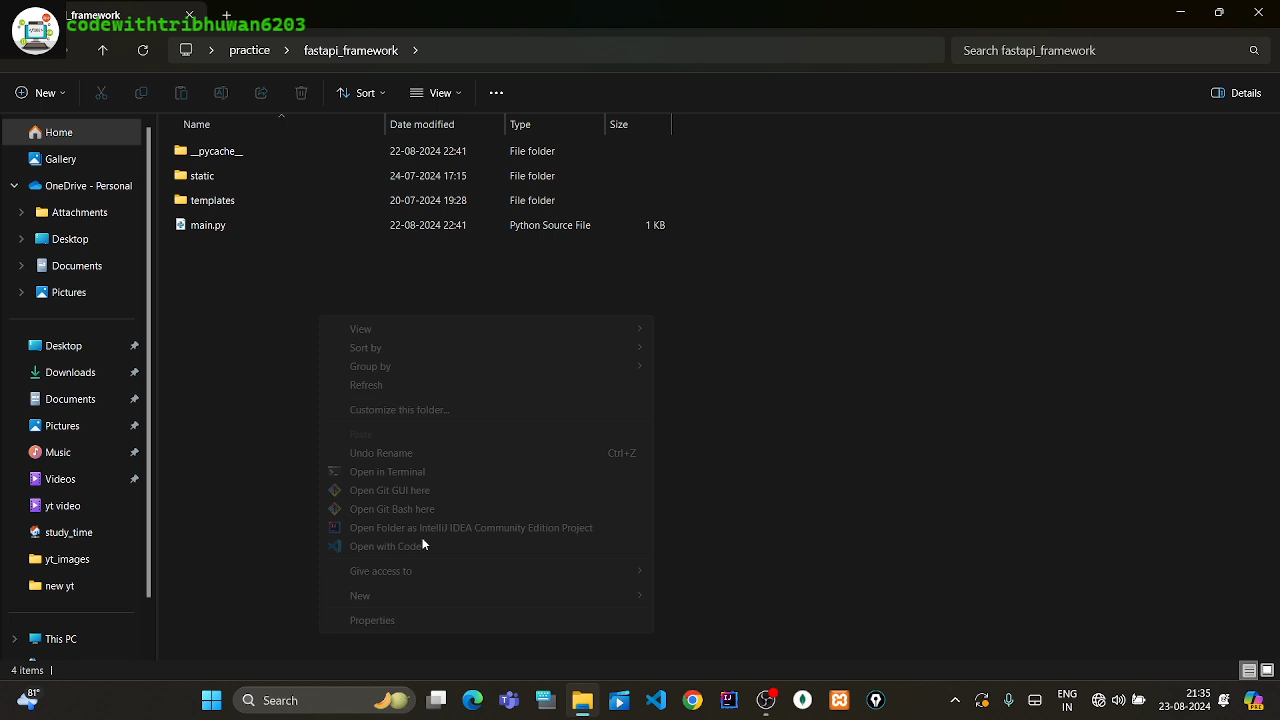 _framework
codewithtribhuwan6203
practice
fastapi_framework
Search fastapi_framework
New
Sort
View
Details
Name
Date modified
Type
Size
Home
Gallery
OneDrive - Personal
Attachments
Desktop
Documents
Pictures
Desktop
Downloads
Documents
Pictures
Music
Videos
yt video
study_time
yt_images
new yt
This PC
__pycache__ 22-08-2024 22:41 File folder
static 24-07-2024 17:15 File folder
templates 20-07-2024 19:28 File folder
main.py 22-08-2024 22:41 Python Source File 1 KB
View
Sort by
Group by
Refresh
Customize this folder...
Paste
Undo Rename Ctrl+Z
Open in Terminal
Open Git GUI here
Open Git Bash here
Open Folder as IntelliJ IDEA Community Edition Project
Open with Code
Give access to
New
Properties
4 items
81°
Search
ENG
IN
21:35
23-08-2024